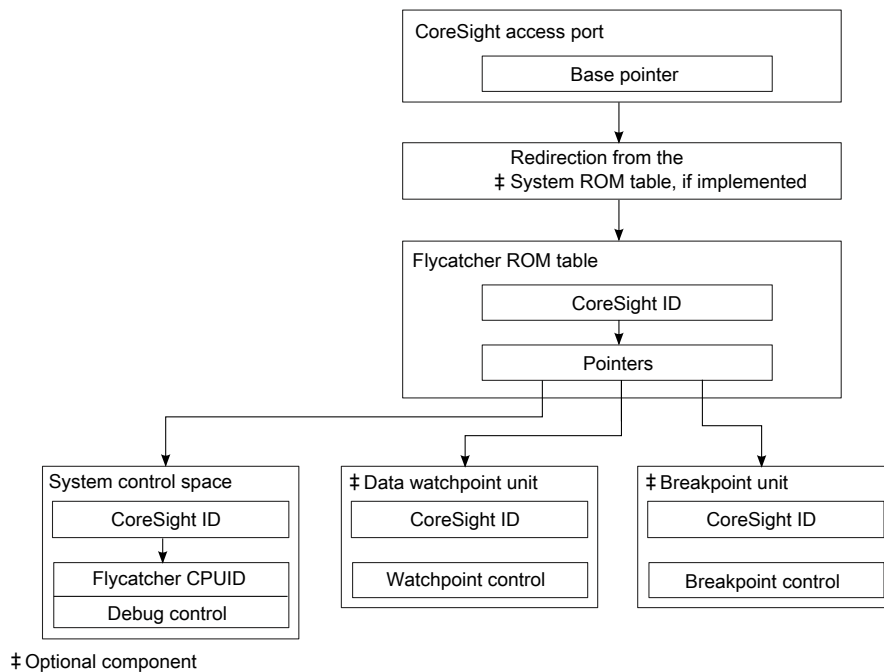 CoreSight access port
Base pointer
Redirection from the
‡ System ROM table, if implemented
Flycatcher ROM table
CoreSight ID
Pointers
System control space
CoreSight ID
Flycatcher CPUID
Debug control
‡ Data watchpoint unit
CoreSight ID
Watchpoint control
‡ Breakpoint unit
CoreSight ID
Breakpoint control
‡ Optional component